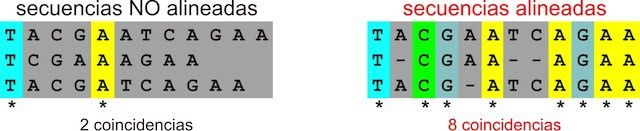 secuencias NO alineadas
T A C G A A T C A G A A
T C G A A A G A A
T A C G A T C A G A A
* *
2 coincidencias
secuencias alineadas
T A C G A A T C A G A A
T - C G A A - - A G A A
T A C G - A T C A G A A
* * * * * * * *
8 coincidencias